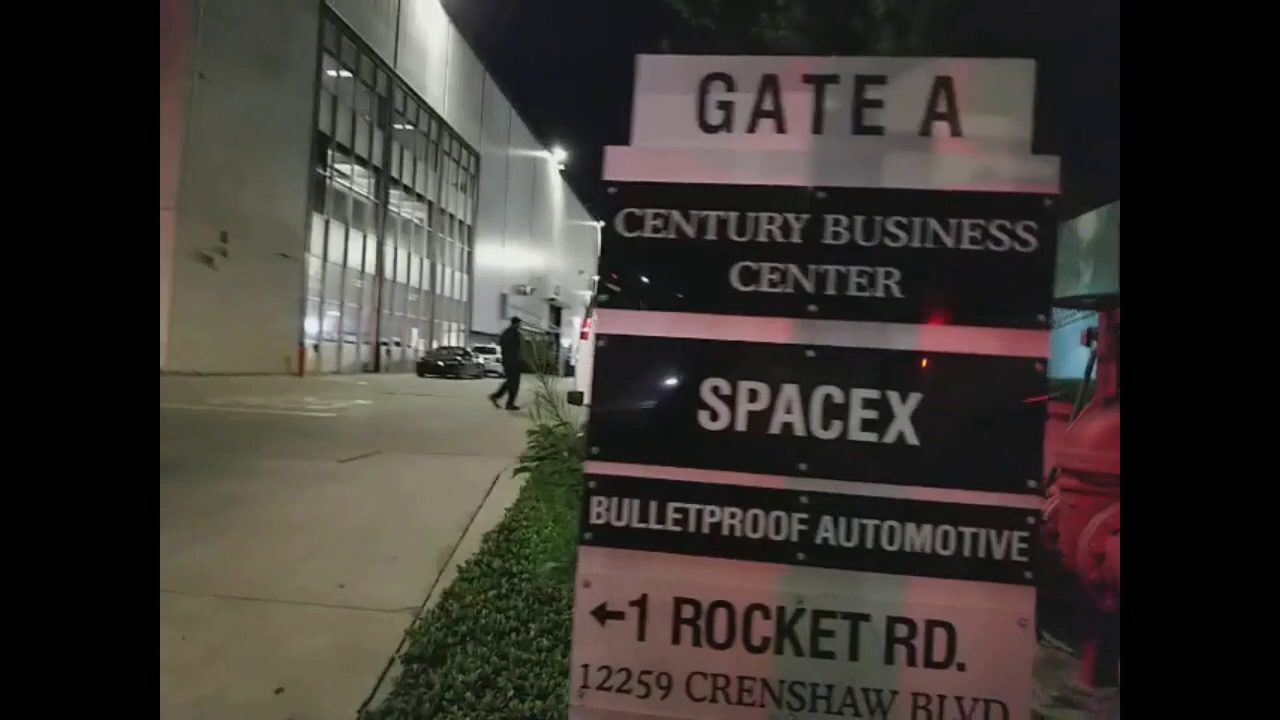 GATE A
CENTURY BUSINESS
CENTER
SPACEX
BULLETPROOF AUTOMOTIVE
←1 ROCKET RD.
12259 CRENSHAW BLVD